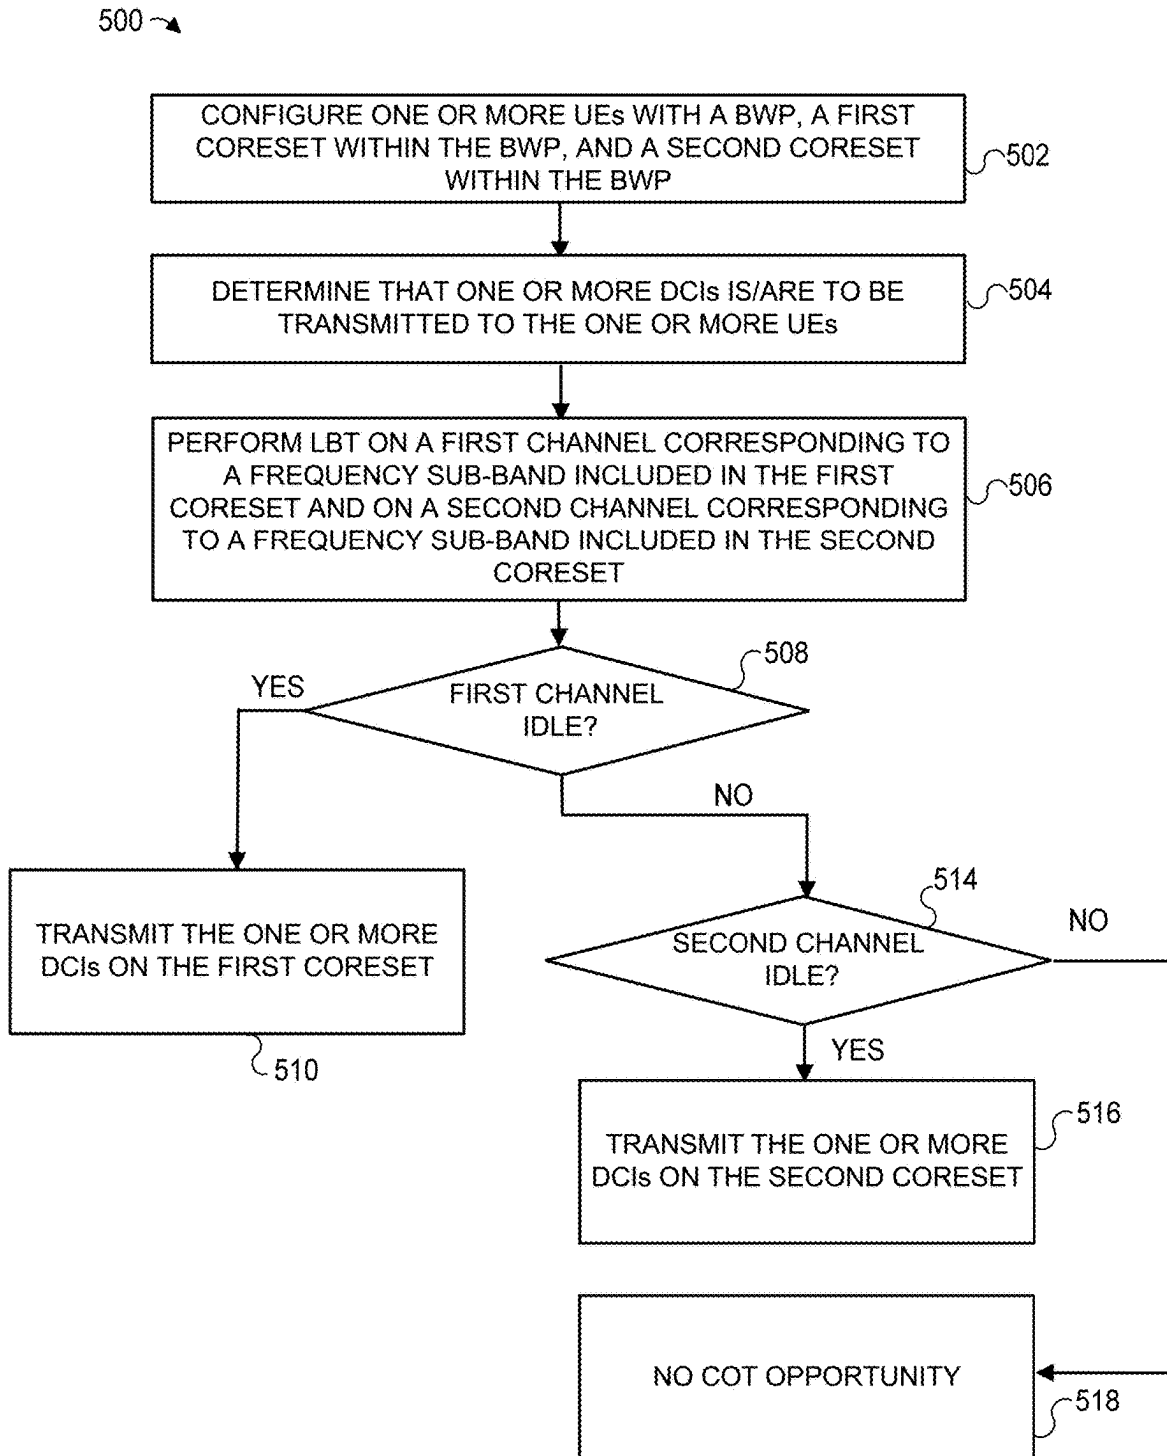 500
CONFIGURE ONE OR MORE UEs WITH A BWP, A FIRST
CORESET WITHIN THE BWP, AND A SECOND CORESET
WITHIN THE BWP
502
DETERMINE THAT ONE OR MORE DCIs IS/ARE TO BE
TRANSMITTED TO THE ONE OR MORE UEs
504
PERFORM LBT ON A FIRST CHANNEL CORRESPONDING TO
A FREQUENCY SUB-BAND INCLUDED IN THE FIRST
CORESET AND ON A SECOND CHANNEL CORRESPONDING
TO A FREQUENCY SUB-BAND INCLUDED IN THE SECOND
CORESET
506
508
YES
FIRST CHANNEL
IDLE?
NO
TRANSMIT THE ONE OR MORE
DCIs ON THE FIRST CORESET
510
514
SECOND CHANNEL
IDLE?
NO
YES
TRANSMIT THE ONE OR MORE
DCIs ON THE SECOND CORESET
516
NO COT OPPORTUNITY
518